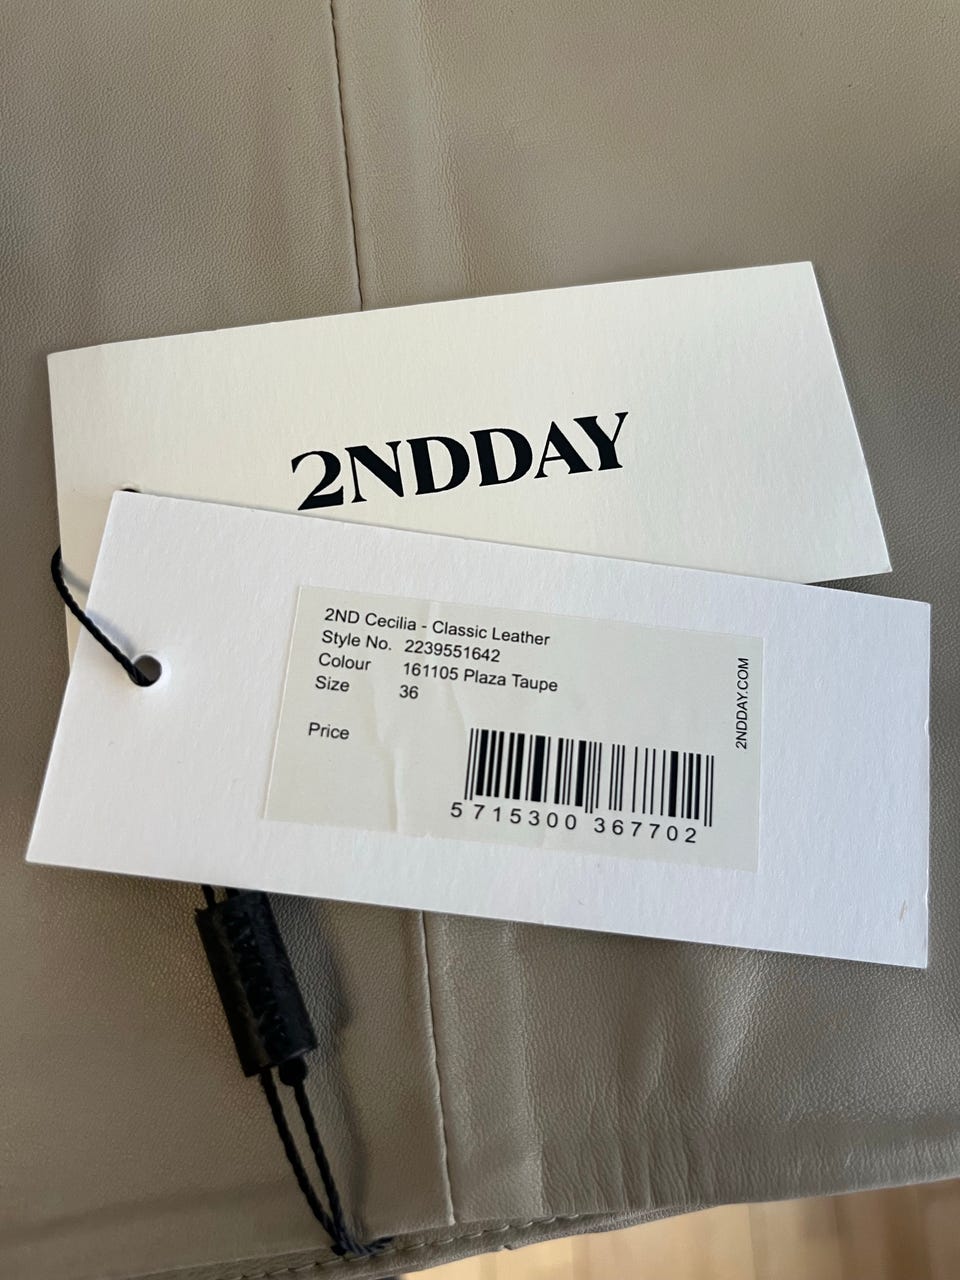 2NDDAY
2ND Cecilia - Classic Leather
Style No. 2239551642
Colour 161105 Plaza Taupe
Size 36
Price
5 715300 367702
2NDDAY.COM